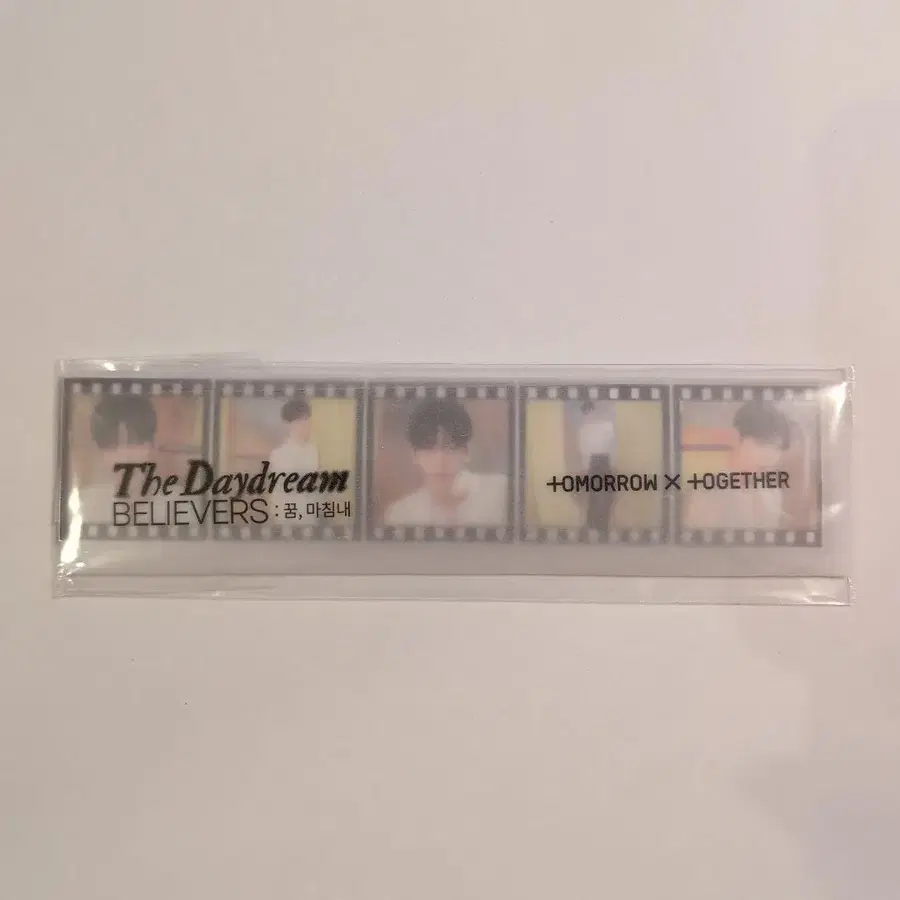 The Daydream
BELIEVERS : 꿈, 마침내
TOMORROW X TOGETHER